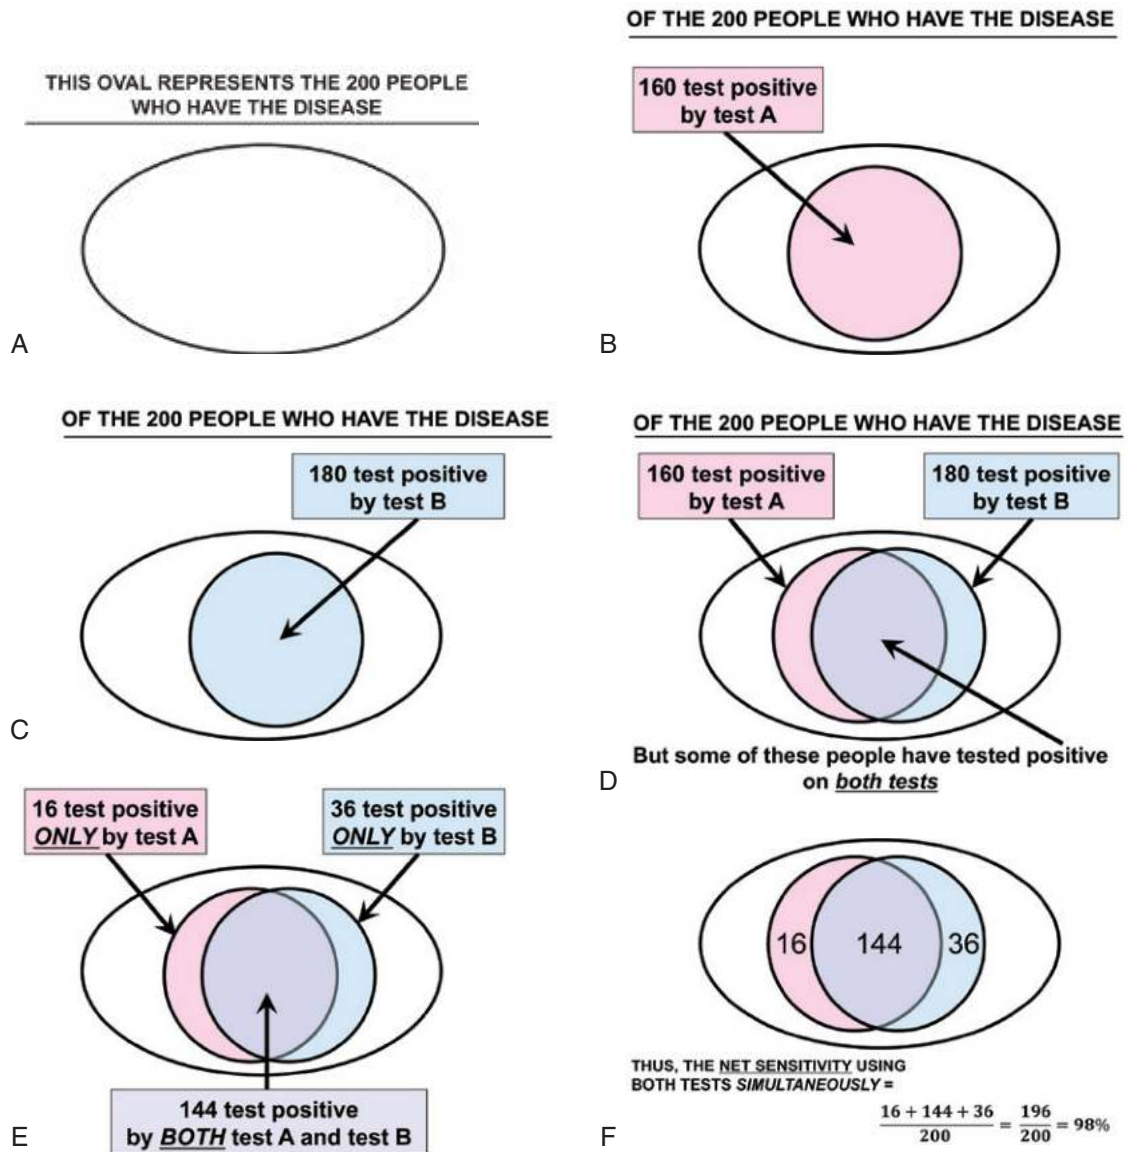 THIS OVAL REPRESENTS THE 200 PEOPLE
WHO HAVE THE DISEASE
A
OF THE 200 PEOPLE WHO HAVE THE DISEASE
160 test positive
by test A
B
OF THE 200 PEOPLE WHO HAVE THE DISEASE
180 test positive
by test B
C
OF THE 200 PEOPLE WHO HAVE THE DISEASE
160 test positive
by test A
180 test positive
by test B
But some of these people have tested positive
on both tests
D
16 test positive
ONLY by test A
36 test positive
ONLY by test B
144 test positive
by BOTH test A and test B
E
16 144 36
THUS, THE NET SENSITIVITY USING
BOTH TESTS SIMULTANEOUSLY =
16 + 144 + 36 / 200 = 196 / 200 = 98%
F